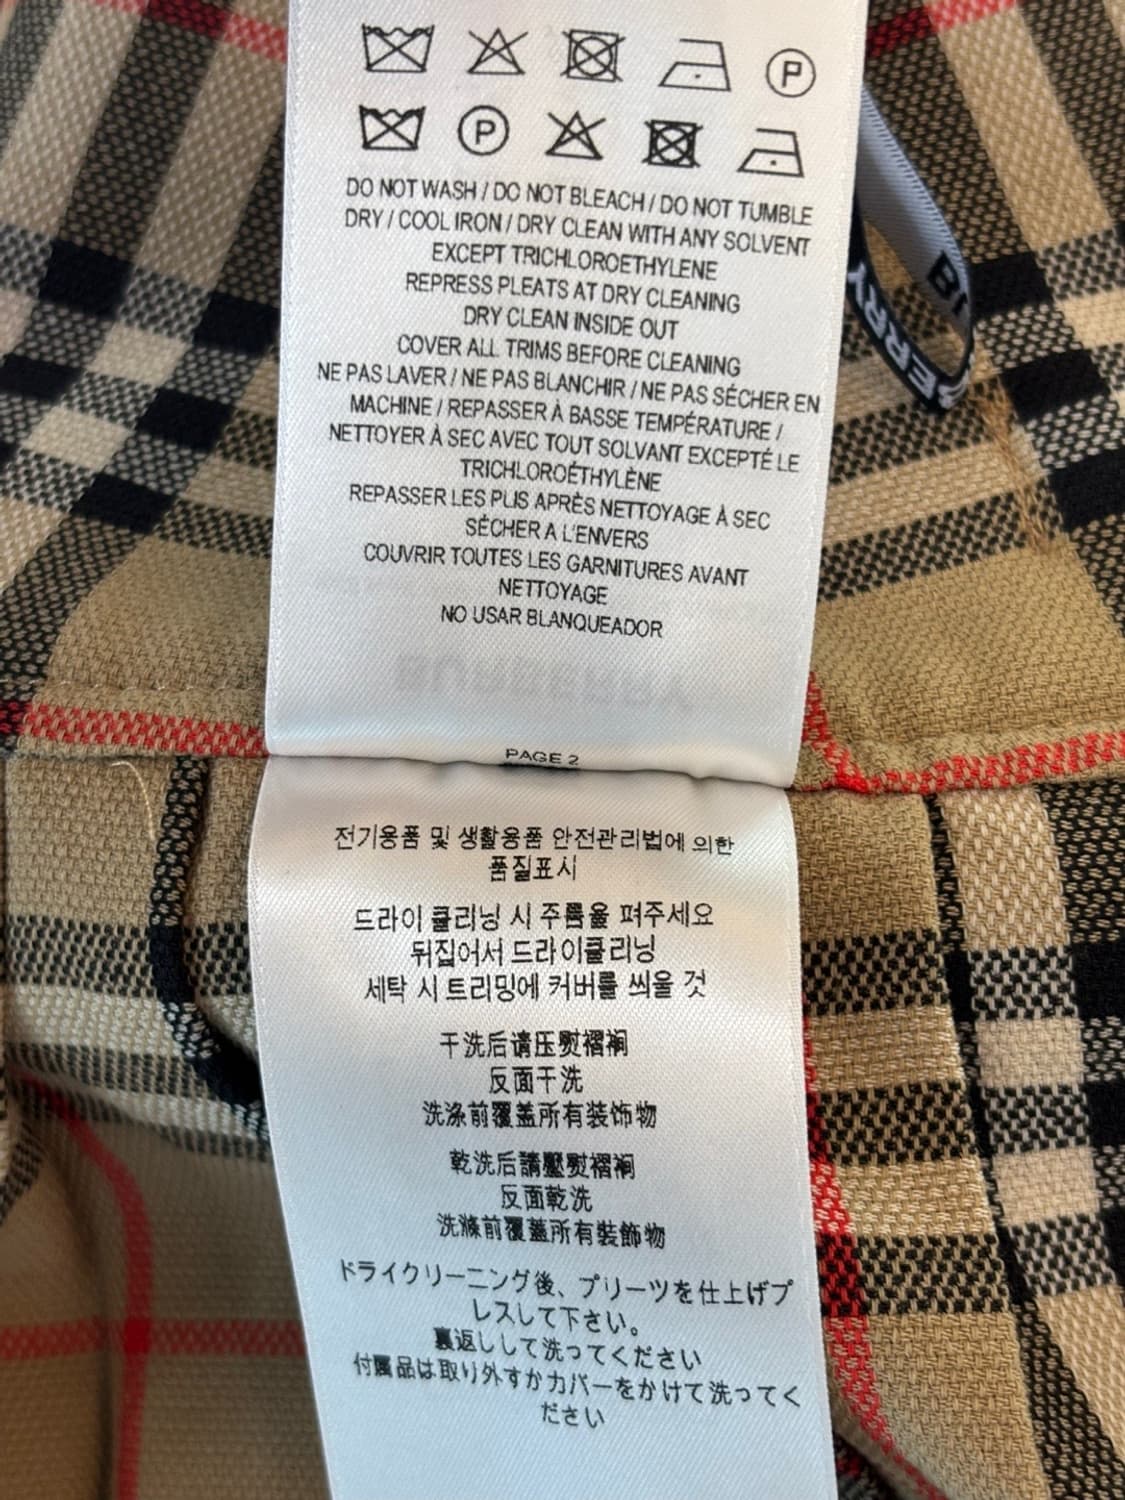 P
P
DO NOT WASH / DO NOT BLEACH / DO NOT TUMBLE
DRY / COOL IRON / DRY CLEAN WITH ANY SOLVENT
EXCEPT TRICHLOROETHYLENE
REPRESS PLEATS AT DRY CLEANING
DRY CLEAN INSIDE OUT
COVER ALL TRIMS BEFORE CLEANING
NE PAS LAVER / NE PAS BLANCHIR / NE PAS SÉCHER EN
MACHINE / REPASSER À BASSE TEMPÉRATURE /
NETTOYER À SEC AVEC TOUT SOLVANT EXCEPTÉ LE
TRICHLOROÉTHYLÈNE
REPASSER LES PLIS APRÈS NETTOYAGE À SEC
SÉCHER A L'ENVERS
COUVRIR TOUTES LES GARNITURES AVANT
NETTOYAGE
NO USAR BLANQUEADOR
BURBERRY
PAGE 2
전기용품 및 생활용품 안전관리법에 의한
품질표시
드라이 클리닝 시 주름을 펴주세요
뒤집어서 드라이클리닝
세탁 시 트리밍에 커버를 씌울 것
干洗后请压熨褶裥
反面干洗
洗涤前覆盖所有装饰物
乾洗后請壓熨褶襉
反面乾洗
洗滌前覆蓋所有裝飾物
ドライクリーニング後、プリーツを仕上げプ
レスして下さい。
裏返しして洗ってください
付属品は取り外すかカバーをかけて洗ってく
ださい